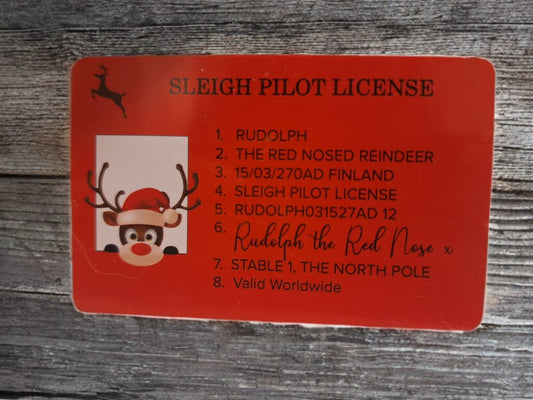 SLEIGH PILOT LICENSE
1. RUDOLPH
2. THE RED NOSED REINDEER
3. 15/03/270AD FINLAND
4. SLEIGH PILOT LICENSE
5. RUDOLPH031527AD 12
6. Rudolph the Red Nose x
7. STABLE 1, THE NORTH POLE
8. Valid Worldwide